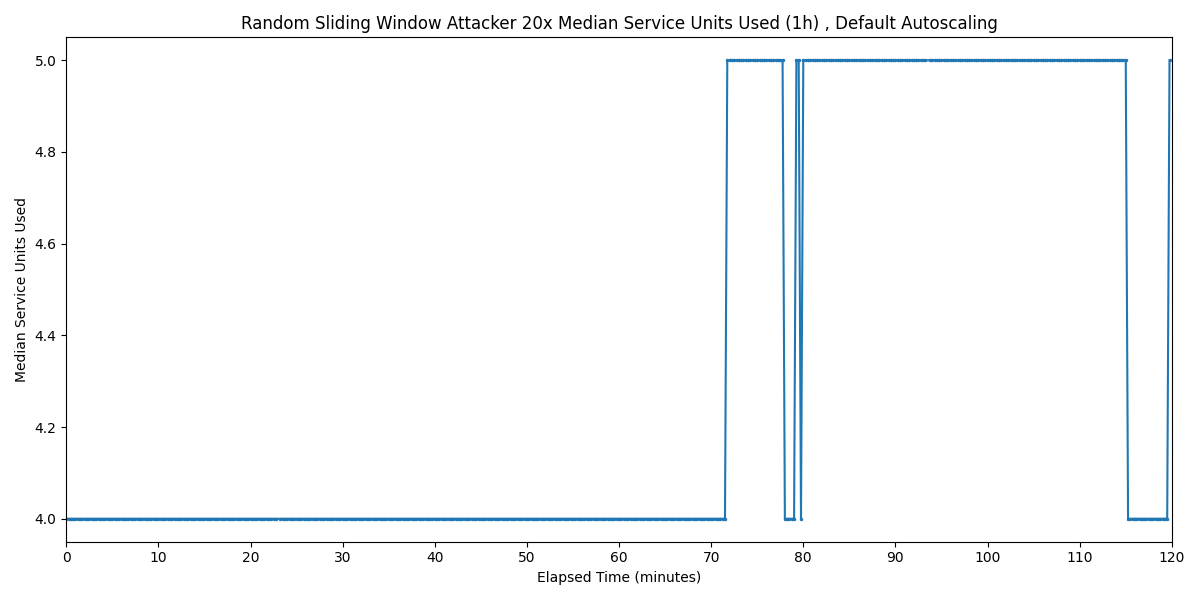 Random Sliding Window Attacker 20x Median Service Units Used (1h) , Default Autoscaling
5.0
4.8
4.6
4.4
4.2
4.0
Median Service Units Used
0 10 20 30 40 50 60 70 80 90 100 110 120
Elapsed Time (minutes)